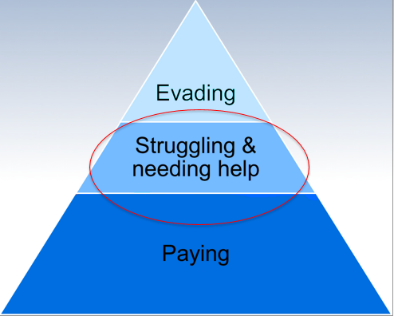 Evading
Struggling &
needing help
Paying